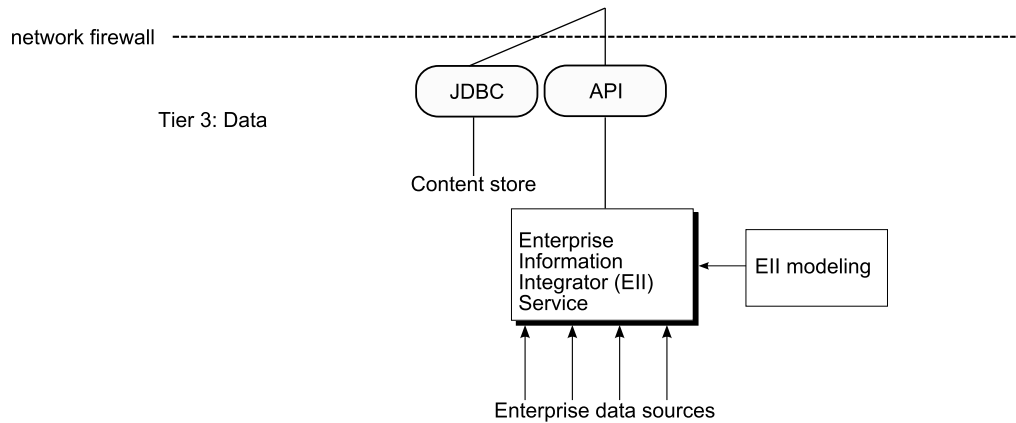 network firewall
JDBC
API
Tier 3: Data
Content store
Enterprise
Information
Integrator (EII)
Service
EII modeling
Enterprise data sources